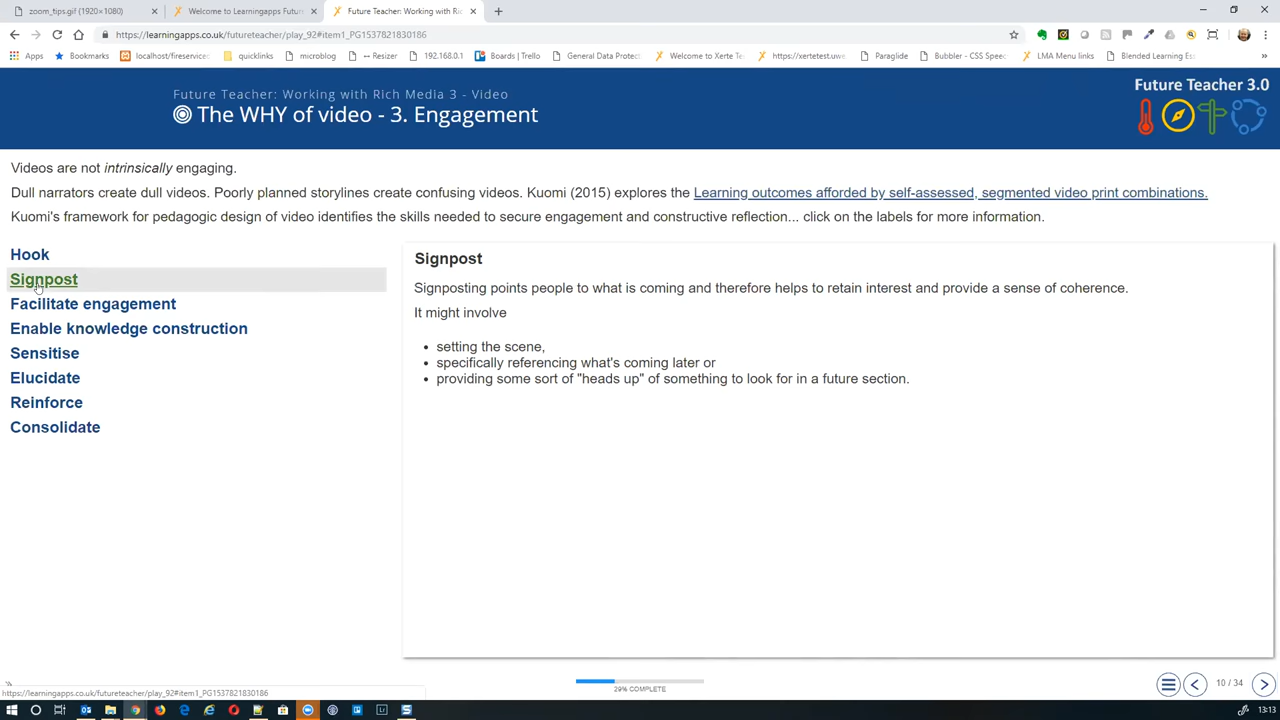 zoom_tips.gif (1920×1080)
Welcome to Learningapps Futur
Future Teacher: Working with Ric
https://learningapps.co.uk/futureteacher/play_92#item1_PG1537821830186
Apps
Bookmarks
localhost/fireservice
quicklinks
microblog
↔ Resizer
192.168.0.1
Boards | Trello
General Data Protect
Welcome to Xerte Te
https://xertetest.uwe
Paraglide
Bubbler - CSS Speec
LMA Menu links
Blended Learning Ess
Future Teacher: Working with Rich Media 3 - Video
The WHY of video - 3. Engagement
Future Teacher 3.0
Videos are not intrinsically engaging.
Dull narrators create dull videos. Poorly planned storylines create confusing videos. Kuomi (2015) explores the Learning outcomes afforded by self-assessed, segmented video print combinations.
Kuomi's framework for pedagogic design of video identifies the skills needed to secure engagement and constructive reflection... click on the labels for more information.
Hook
Signpost
Facilitate engagement
Enable knowledge construction
Sensitise
Elucidate
Reinforce
Consolidate
Signpost
Signposting points people to what is coming and therefore helps to retain interest and provide a sense of coherence.
It might involve
• setting the scene,
• specifically referencing what's coming later or
• providing some sort of "heads up" of something to look for in a future section.
https://learningapps.co.uk/futureteacher/play_92#item1_PG1537821830186
29% COMPLETE
10 / 34
13:13